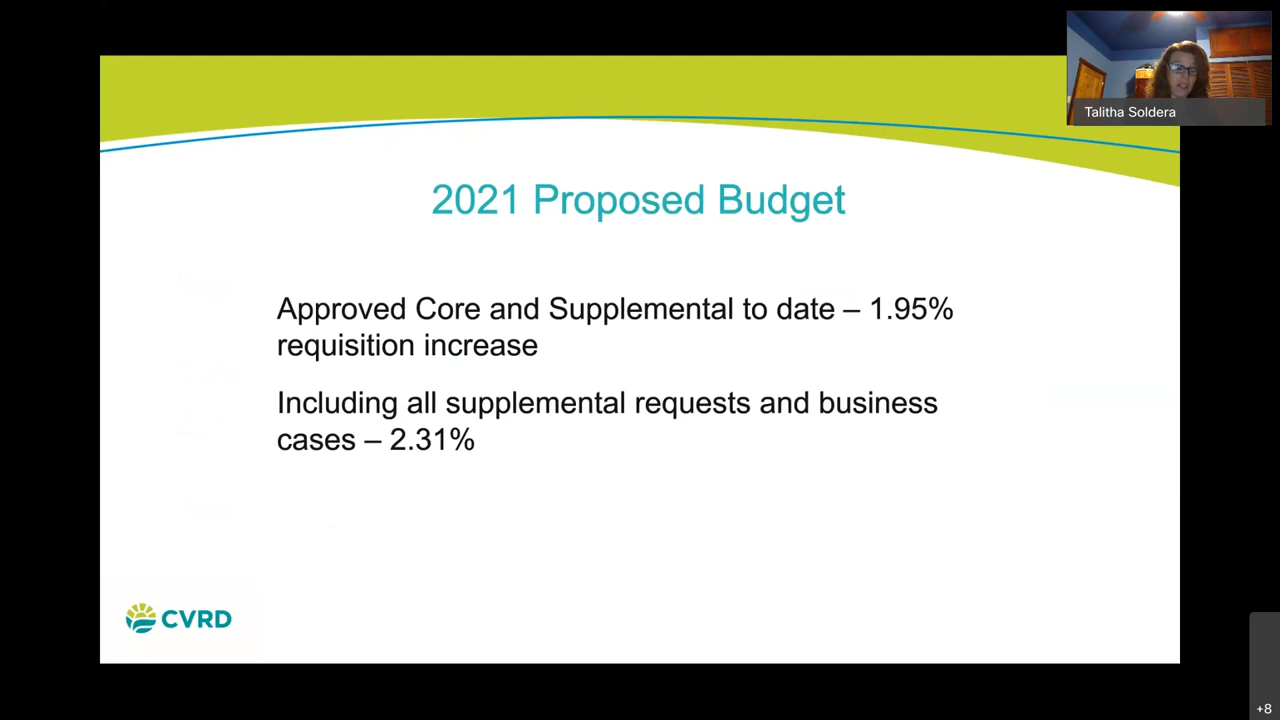 Talitha Soldera
2021 Proposed Budget
Approved Core and Supplemental to date – 1.95%
requisition increase
Including all supplemental requests and business
cases – 2.31%
CVRD
+8